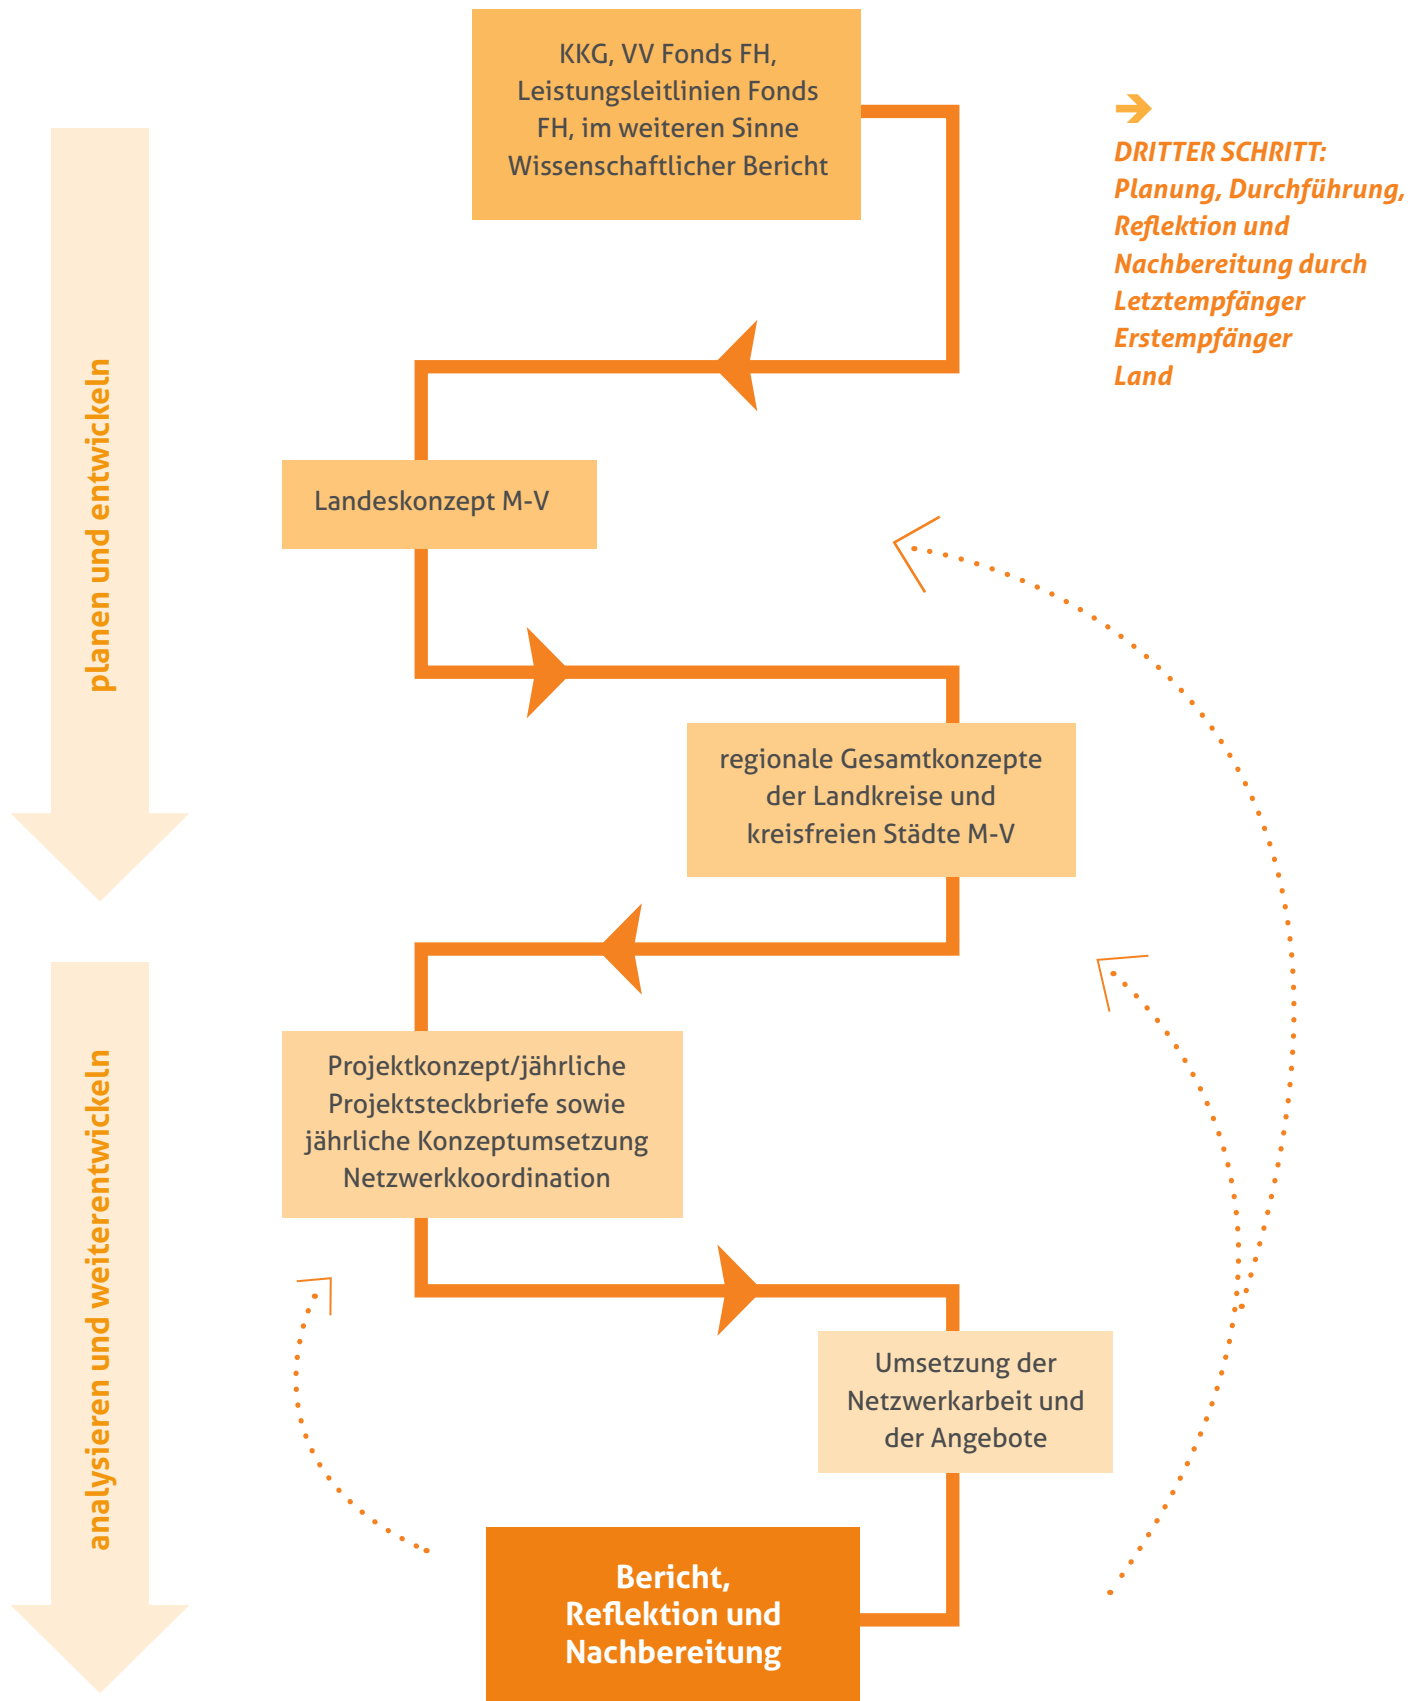 KKG, VV Fonds FH,
Leistungsleitlinien Fonds
FH, im weiteren Sinne
Wissenschaftlicher Bericht
DRITTER SCHRITT:
Planung, Durchführung,
Reflektion und
Nachbereitung durch
Letztempfänger
Erstempfänger
Land
planen und entwickeln
Landeskonzept M-V
regionale Gesamtkonzepte
der Landkreise und
kreisfreien Städte M-V
analysieren und weiterentwickeln
Projektkonzept/jährliche
Projektsteckbriefe sowie
jährliche Konzeptumsetzung
Netzwerkkoordination
Umsetzung der
Netzwerkarbeit und
der Angebote
Bericht,
Reflektion und
Nachbereitung